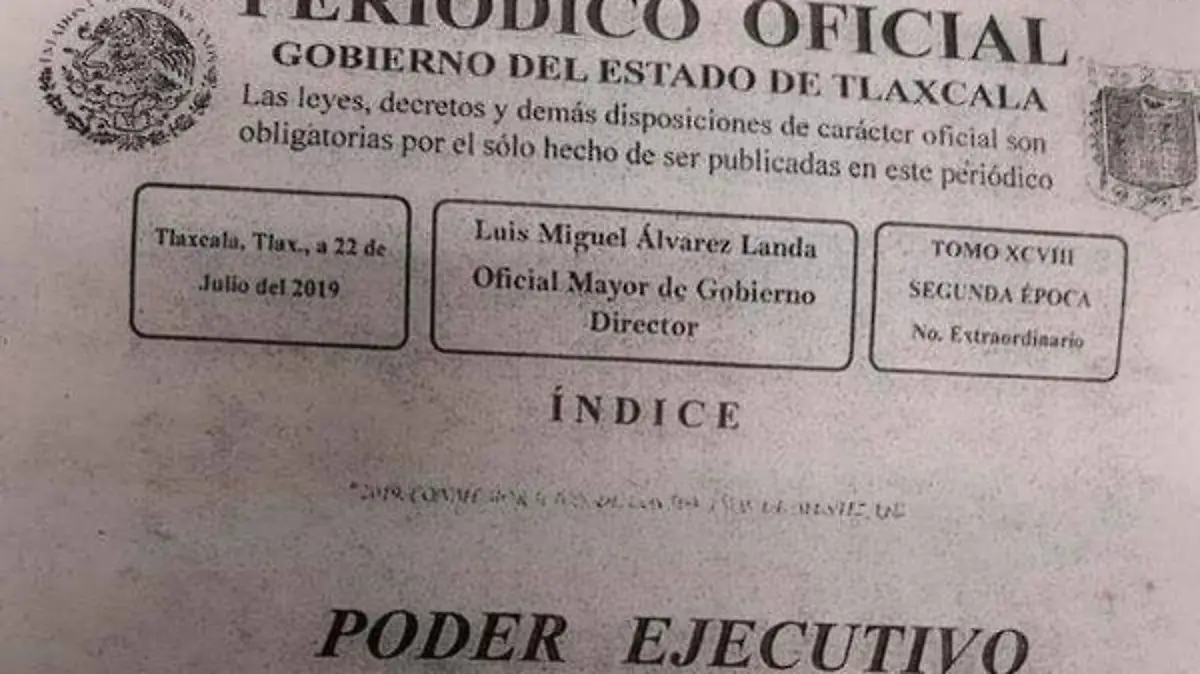 PERIÓDICO OFICIAL
GOBIERNO DEL ESTADO DE TLAXCALA
Las leyes, decretos y demás disposiciones de carácter oficial son
obligatorias por el sólo hecho de ser publicadas en este periódico
Tlaxcala, Tlax., a 22 de
Julio del 2019
Luis Miguel Álvarez Landa
Oficial Mayor de Gobierno
Director
TOMO XCVIII
SEGUNDA ÉPOCA
No. Extraordinario
ÍNDICE
"2019,
PODER EJECUTIVO